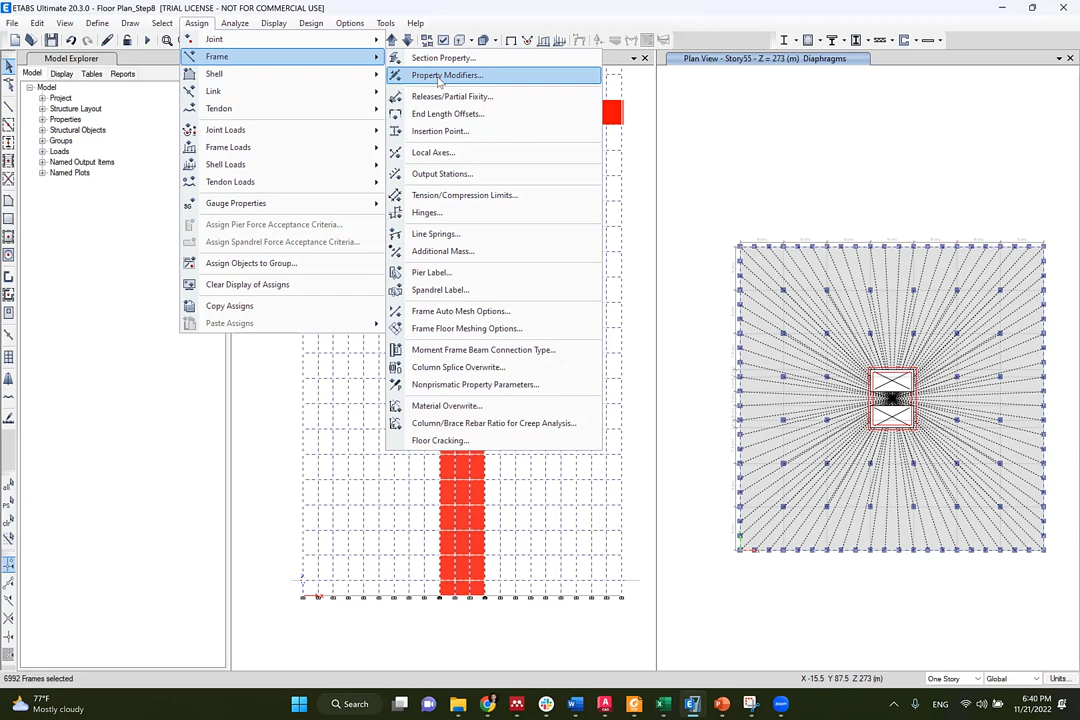 ETABS Ultimate 20.3.0 - Floor Plan_Step8 [TRIAL LICENSE - NOT FOR COMMERCIAL USE]
File Edit View Define Draw Select Assign Analyze Display Design Options Tools Help
Model Explorer
Model Display Tables Reports
Model
Project
Structure Layout
Properties
Structural Objects
Groups
Loads
Named Output Items
Named Plots
Joint
Frame
Shell
Link
Tendon
Joint Loads
Frame Loads
Shell Loads
Tendon Loads
Gauge Properties
Assign Pier Force Acceptance Criteria...
Assign Spandrel Force Acceptance Criteria...
Assign Objects to Group...
Clear Display of Assigns
Copy Assigns
Paste Assigns
Section Property...
Property Modifiers...
Releases/Partial Fixity...
End Length Offsets...
Insertion Point...
Local Axes...
Output Stations...
Tension/Compression Limits...
Hinges...
Line Springs...
Additional Mass...
Pier Label...
Spandrel Label...
Frame Auto Mesh Options...
Frame Floor Meshing Options...
Moment Frame Beam Connection Type...
Column Splice Overwrite...
Nonprismatic Property Parameters...
Material Overwrite...
Column/Brace Rebar Ratio for Creep Analysis...
Floor Cracking...
Plan View - Story55 - Z = 273 (m) Diaphragms
6992 Frames selected
X -15.5 Y 87.5 Z 273 (m)
One Story
Global
Units...
77°F
Mostly cloudy
Search
ENG
6:40 PM
11/21/2022